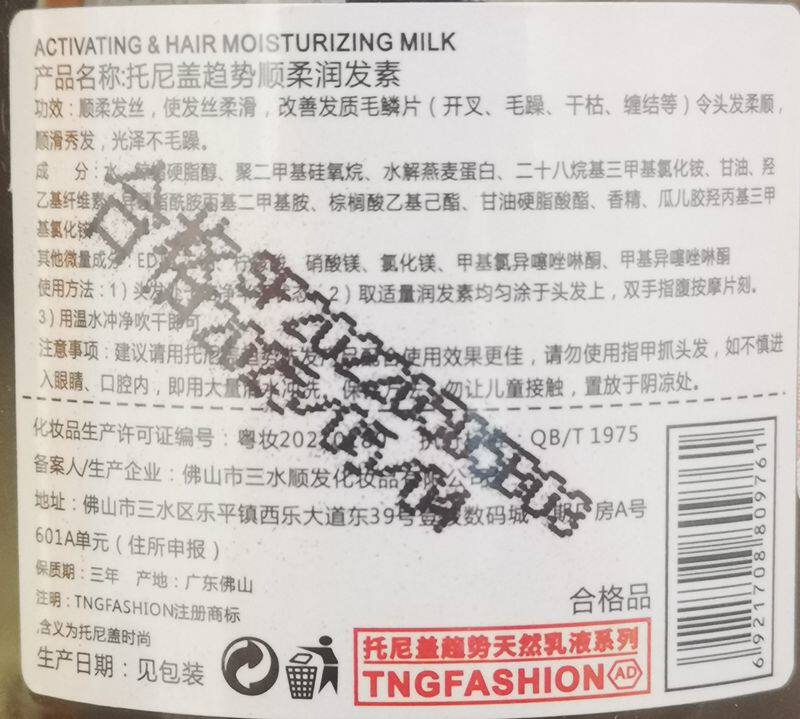 ACTIVATING & HAIR MOISTURIZING MILK
产品名称:托尼盖趋势顺柔润发素
功效：顺柔发丝，使发丝柔滑，改善发质毛鳞片（开叉、毛躁、干枯、缠结等）令头发柔顺，
顺滑秀发，光泽不毛躁。
成 分：水、 硬脂醇、聚二甲基硅氧烷、水解燕麦蛋白、二十八烷基三甲基氯化铵、甘油、羟
乙基纤维素、 脂酰胺丙基二甲基胺、棕榈酸乙基己酯、甘油硬脂酸酯、香精、瓜儿胶羟丙基三甲
基氯化铵
其他微量成分：ED 柠檬酸、硝酸镁、氯化镁、甲基氯异噻唑啉酮、甲基异噻唑啉酮
使用方法：1）头发 净 2）取适量润发素均匀涂于头发上，双手指腹按摩片刻。
3）用温水冲净吹干即可
注意事项：建议请用托尼盖趋势洗发 使用效果更佳，请勿使用指甲抓头发，如不慎进
入眼睛、口腔内，即用大量清水冲洗。保 勿让儿童接触，置放于阴凉处。
化妆品生产许可证编号：粤妆202 ：QB/T 1975
备案人/生产企业：佛山市三水顺发化妆品有限公司
地址：佛山市三水区乐平镇西乐大道东39号 数码城 期 房A号
601A单元（住所申报）
保质期：三年 产地：广东佛山
注明：TNGFASHION注册商标
,含义为托尼盖时尚
生产日期：见包装
合格品
托尼盖趋势天然乳液系列
TNGFASHION AD
6921708809761